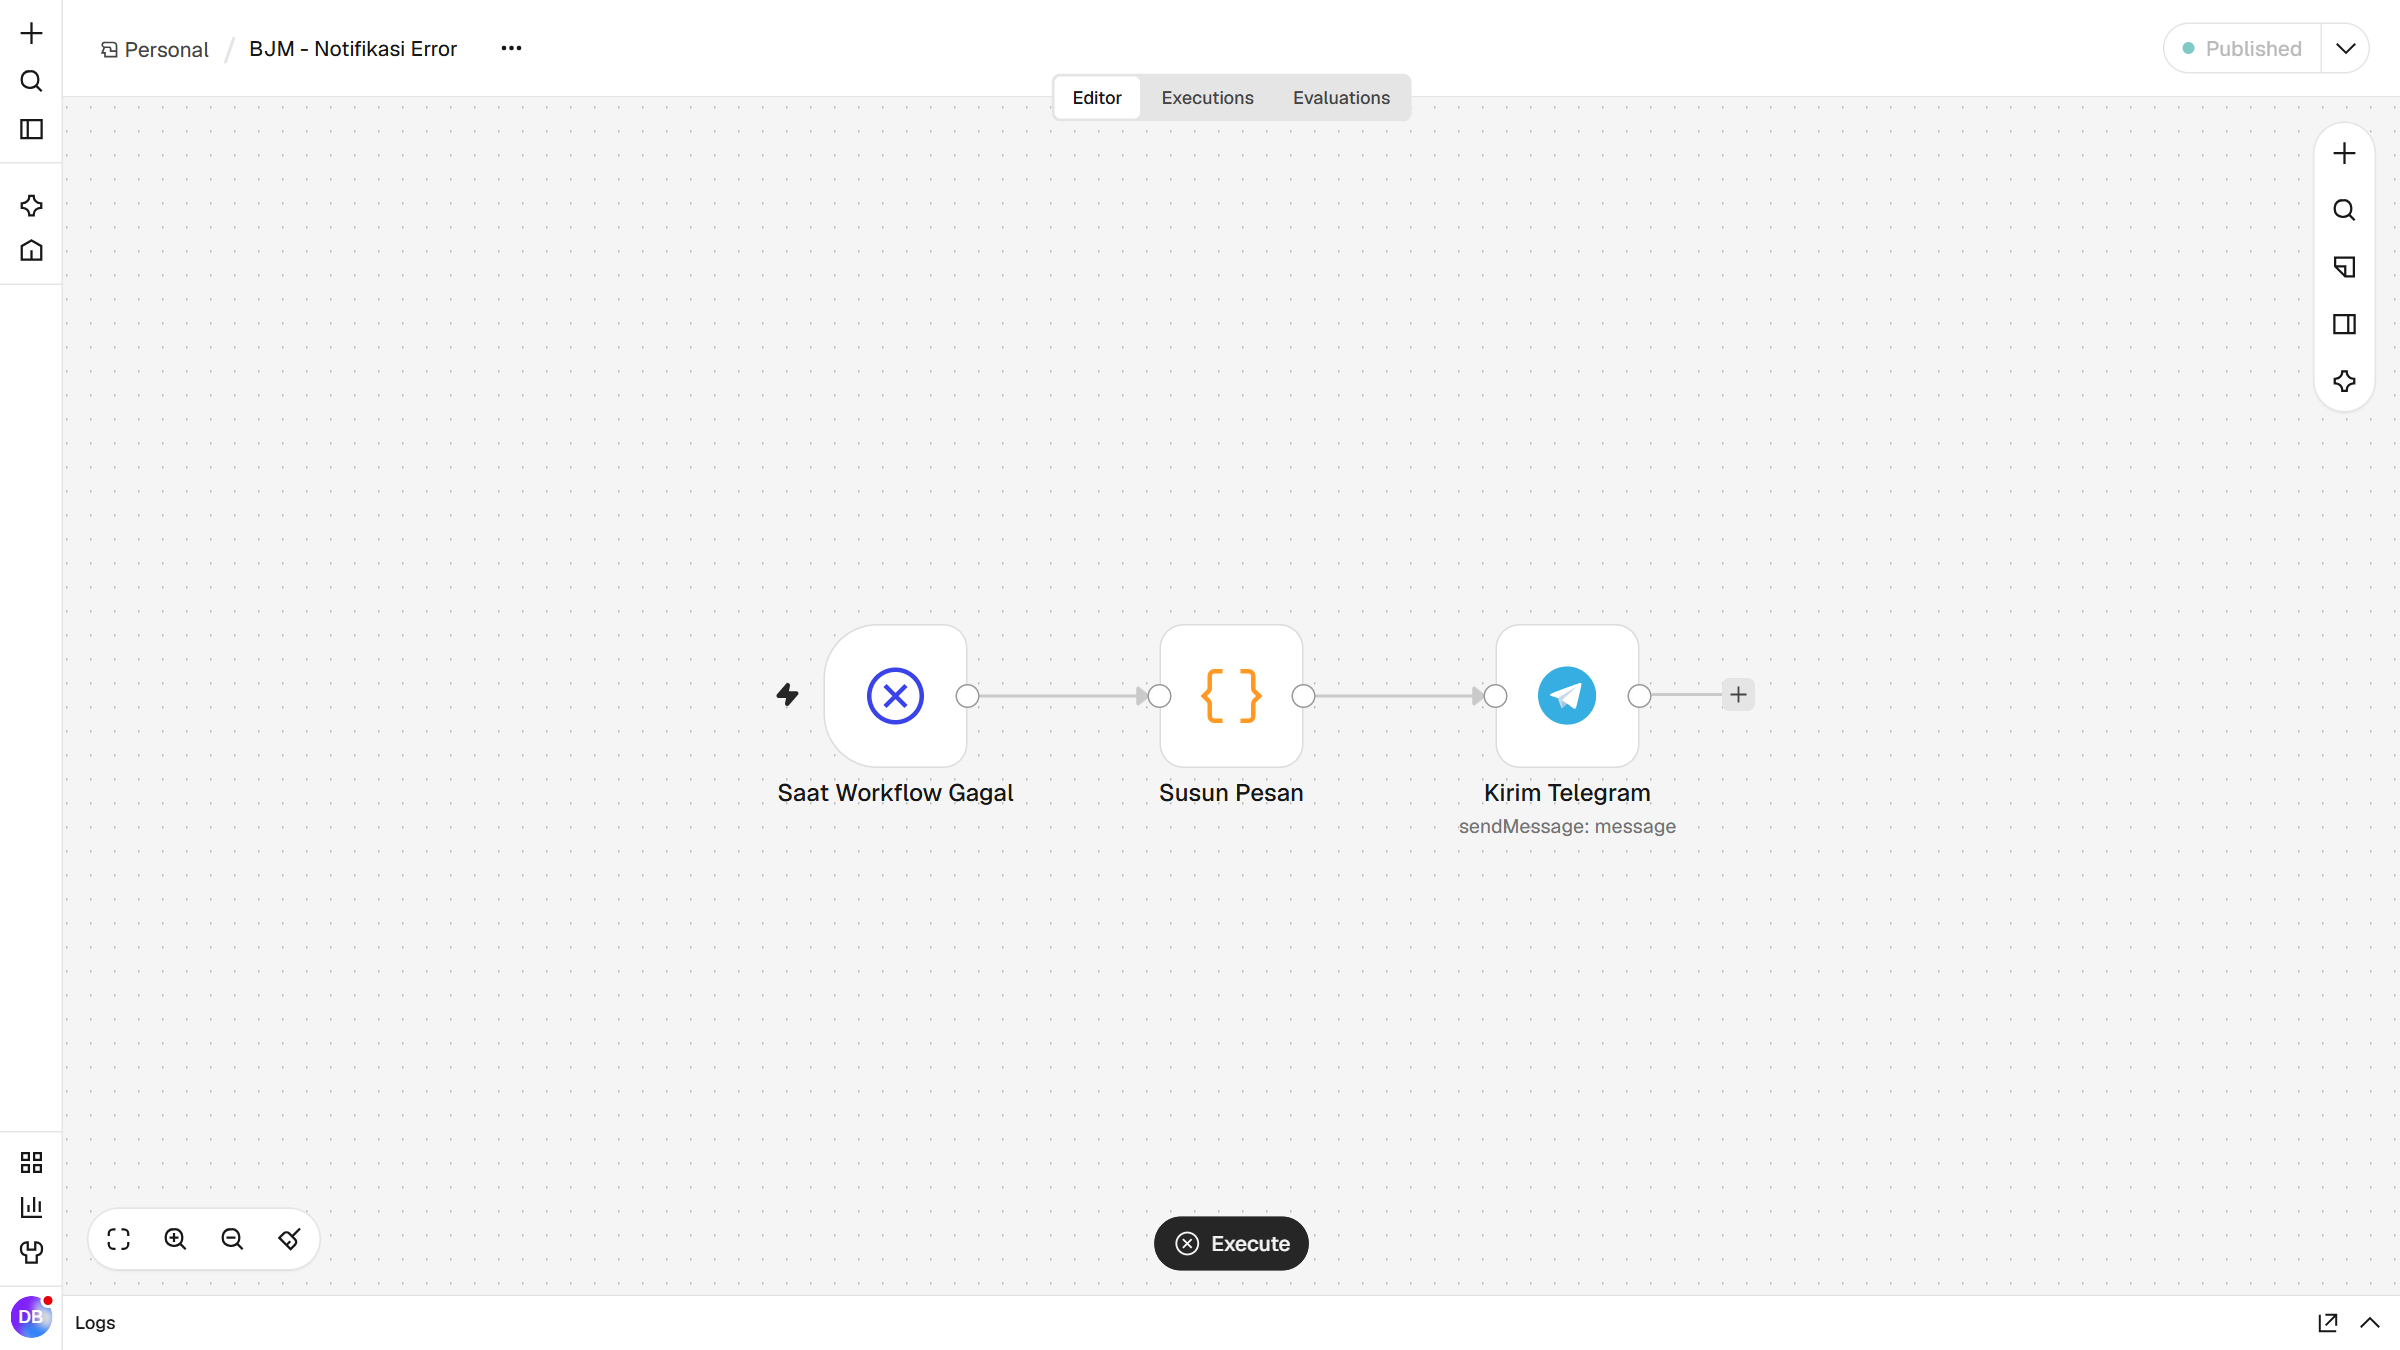 Personal / BJM - Notifikasi Error
Published
Editor Executions Evaluations
Saat Workflow Gagal
Susun Pesan
Kirim Telegram
sendMessage: message
Execute
DB
Logs